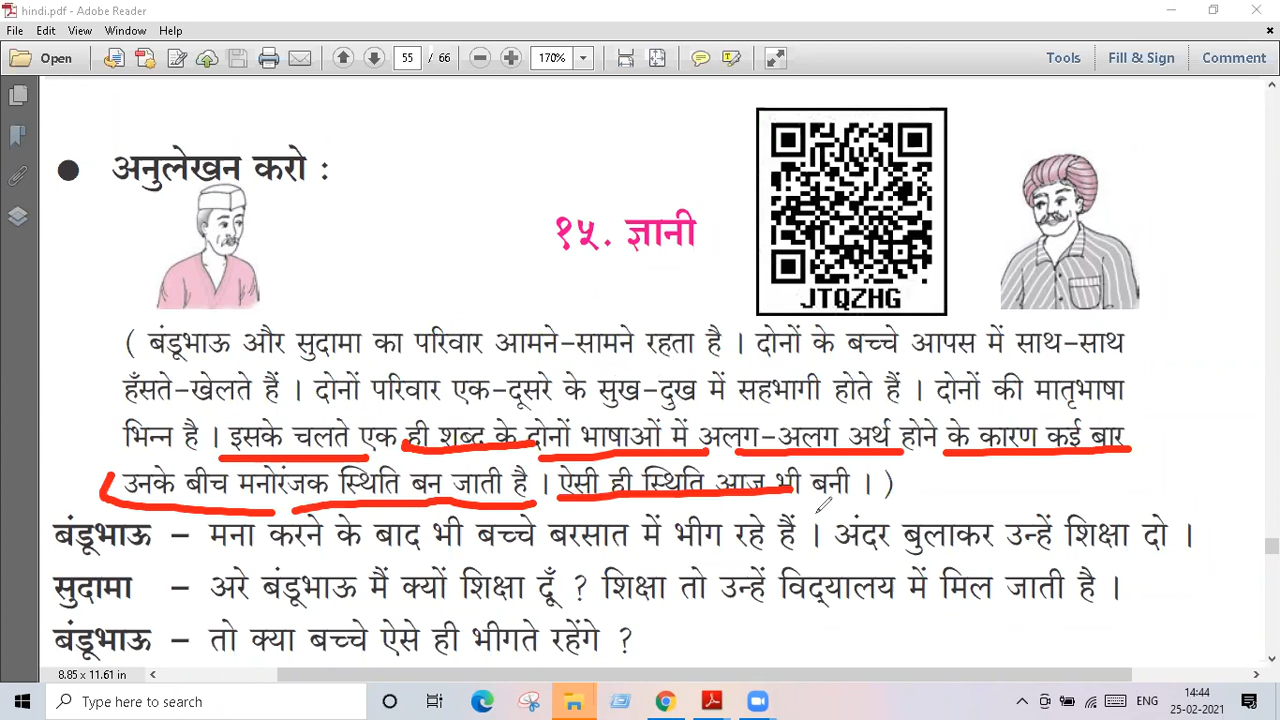 hindi.pdf - Adobe Reader
File Edit View Window Help
Open 55 / 66 170% Tools Fill & Sign Comment
● अनुलेखन करो :
१५. ज्ञानी
JTQZHG
( बंडूभाऊ और सुदामा का परिवार आमने-सामने रहता है । दोनों के बच्चे आपस में साथ-साथ
हँसते-खेलते हैं । दोनों परिवार एक-दूसरे के सुख-दुख में सहभागी होते हैं । दोनों की मातृभाषा
भिन्न है । इसके चलते एक ही शब्द के दोनों भाषाओं में अलग-अलग अर्थ होने के कारण कई बार
उनके बीच मनोरंजक स्थिति बन जाती है । ऐसी ही स्थिति आज भी बनी । )
बंडूभाऊ – मना करने के बाद भी बच्चे बरसात में भीग रहे हैं । अंदर बुलाकर उन्हें शिक्षा दो ।
सुदामा – अरे बंडूभाऊ मैं क्यों शिक्षा दूँ ? शिक्षा तो उन्हें विद्‌यालय में मिल जाती है ।
बंडूभाऊ – तो क्या बच्चे ऐसे ही भीगते रहेंगे ?
8.85 x 11.61 in
Type here to search ENG 14:44
25-02-2021